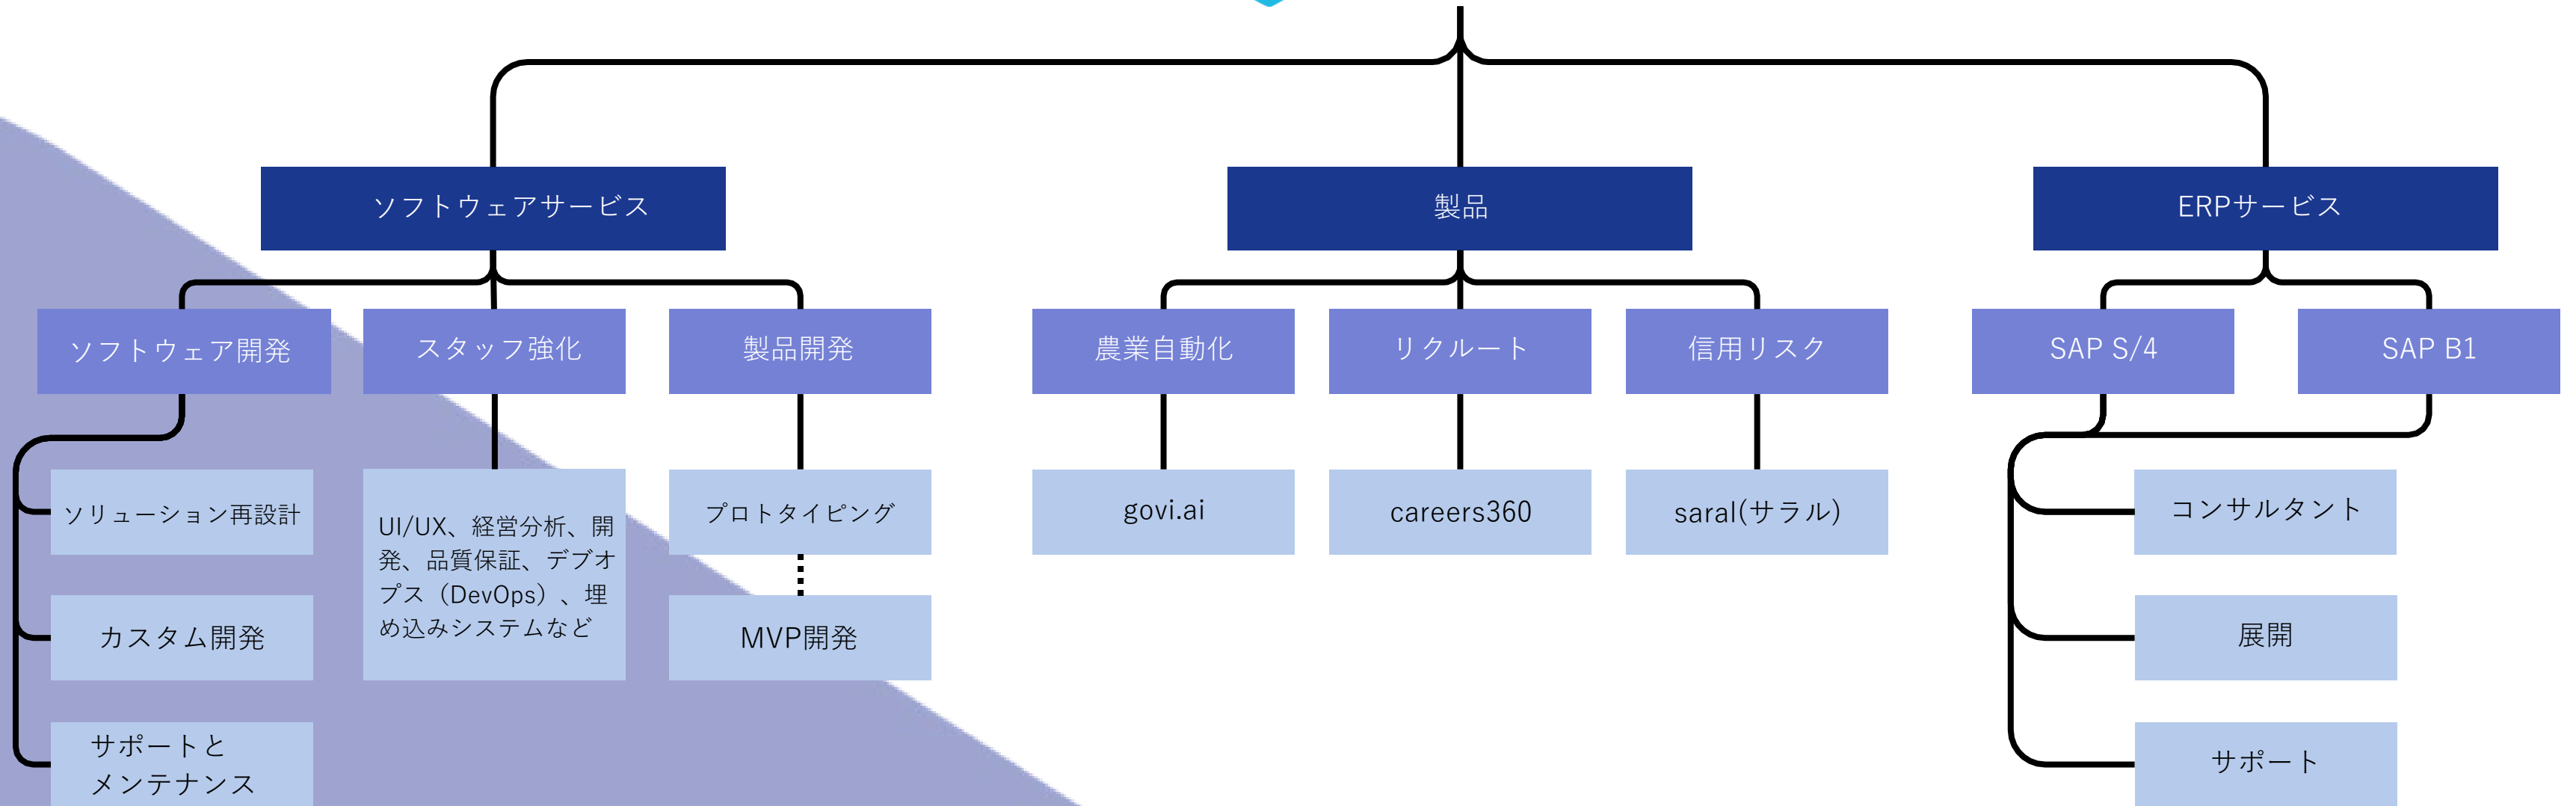 ソフトウェアサービス
製品
ERPサービス
ソフトウェア開発
スタッフ強化
製品開発
農業自動化
リクルート
信用リスク
SAP S/4
SAP B1
ソリューション再設計
UI/UX、経営分析、開
発、品質保証、デブオ
プス（DevOps）、埋
め込みシステムなど
プロトタイピング
govi.ai
careers360
saral(サラル)
コンサルタント
カスタム開発
MVP開発
展開
サポートと
メンテナンス
サポート